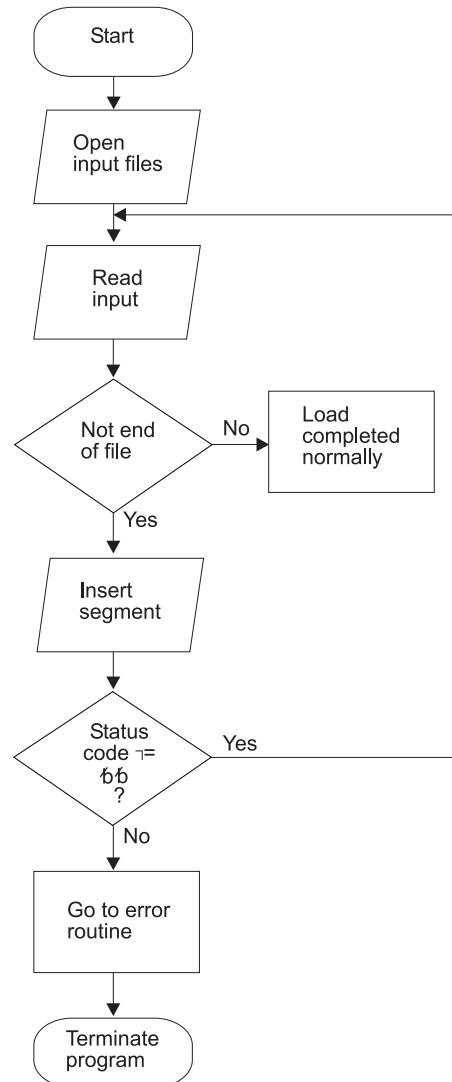 Start
Open
input files
Read
input
Not end
of file
No
Load
completed
normally
Yes
Insert
segment
Status
code ¬=
ƀƀ
?
Yes
No
Go to error
routine
Terminate
program